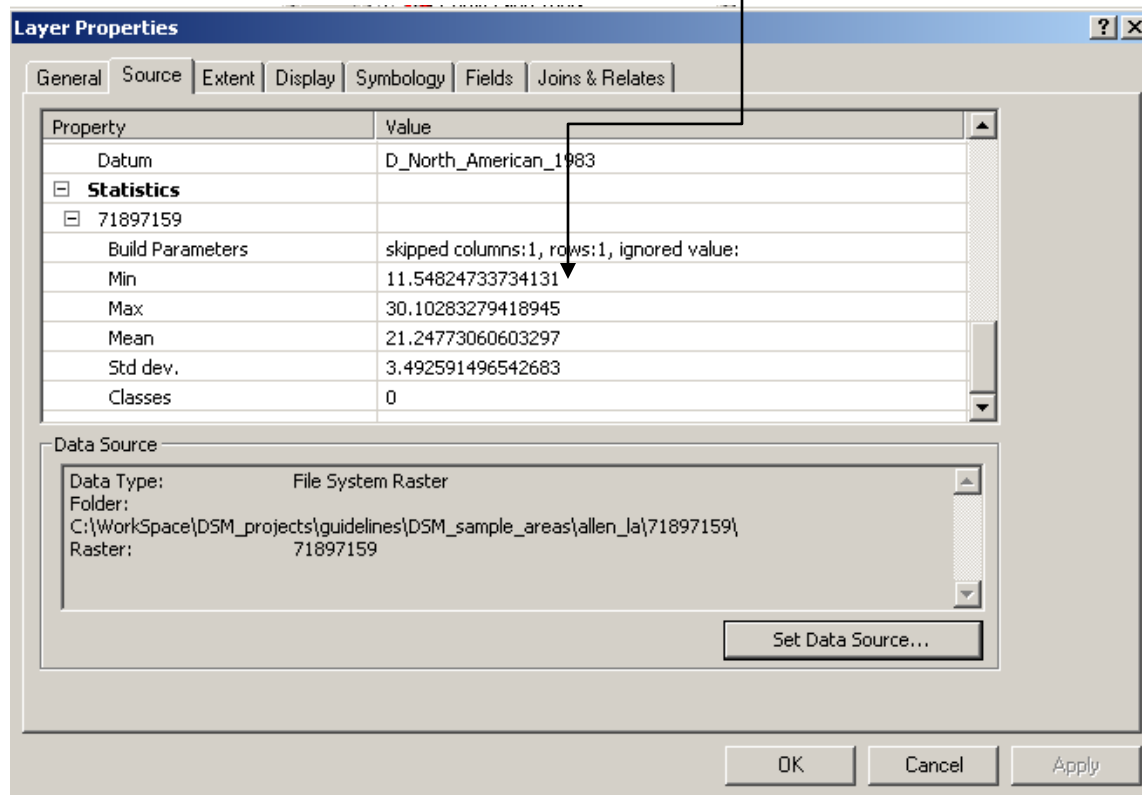 Layer Properties
General Source Extent Display Symbology Fields Joins & Relates
Property Value
Datum D_North_American_1983
Statistics
71897159
Build Parameters skipped columns:1, rows:1, ignored value:
Min 11.54824733734131
Max 30.10283279418945
Mean 21.24773060603297
Std dev. 3.492591496542683
Classes 0
Data Source
Data Type: File System Raster
Folder:
C:\WorkSpace\DSM_projects\guidelines\DSM_sample_areas\allen_la\71897159\
Raster: 71897159
Set Data Source...
OK Cancel Apply